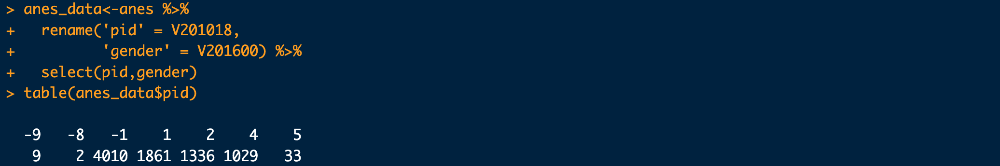 > anes_data<-anes %>%
+   rename('pid' = V201018,
+          'gender' = V201600) %>%
+   select(pid,gender)
> table(anes_data$pid)
  -9   -8   -1    1    2    4    5
   9    2 4010 1861 1336 1029   33